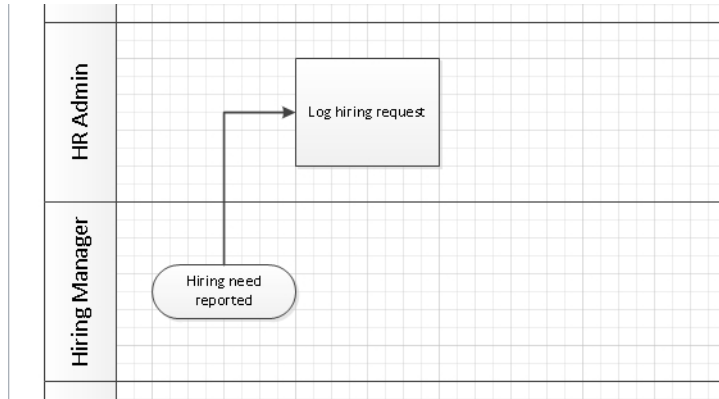 HR Admin
Log hiring request
Hiring Manager
Hiring need
reported